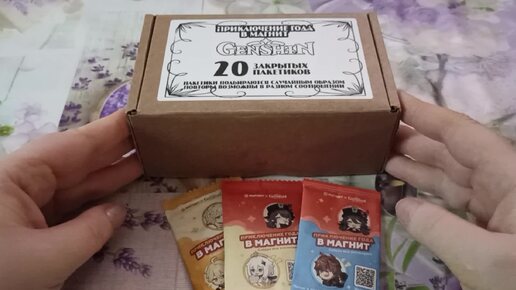 ПРИКЛЮЧЕНИЕ ГОДА
В МАГНИТ
GENSHIN
20 ЗАКРЫТЫХ
ПАКЕТИКОВ
ПАКЕТИКИ ПОДБИРАЮТСЯ СЛУЧАЙНЫМ ОБРАЗОМ
ПОВТОРЫ ВОЗМОЖНЫ В РАЗНОМ СООТНОШЕНИИ
ПРИКЛЮЧЕНИЕ ГОДА
В МАГНИТ
ПРИКЛЮЧЕНИЕ ГОДА
В МАГНИТ
ПРИКЛЮЧЕНИЕ ГОДА
В МАГНИТ